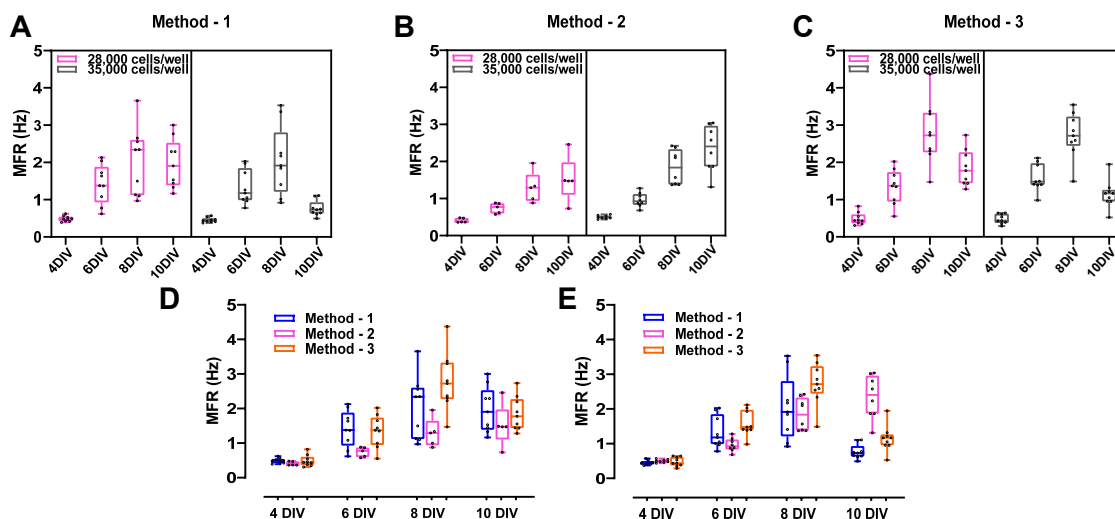 A
Method - 1
B
Method - 2
C
Method - 3
MFR (Hz)
5
4
3
2
1
0
28,000 cells/well
35,000 cells/well
4DIV
6DIV
8DIV
10DIV
4DIV
6DIV
8DIV
10DIV
MFR (Hz)
5
4
3
2
1
0
28,000 cells/well
35,000 cells/well
4DIV
6DIV
8DIV
10DIV
4DIV
6DIV
8DIV
10DIV
MFR (Hz)
5
4
3
2
1
0
28,000 cells/well
35,000 cells/well
4DIV
6DIV
8DIV
10DIV
4DIV
6DIV
8DIV
10DIV
D
MFR (Hz)
5
4
3
2
1
0
Method - 1
Method - 2
Method - 3
4 DIV
6 DIV
8 DIV
10 DIV
E
MFR (Hz)
5
4
3
2
1
0
Method - 1
Method - 2
Method - 3
4 DIV
6 DIV
8 DIV
10 DIV